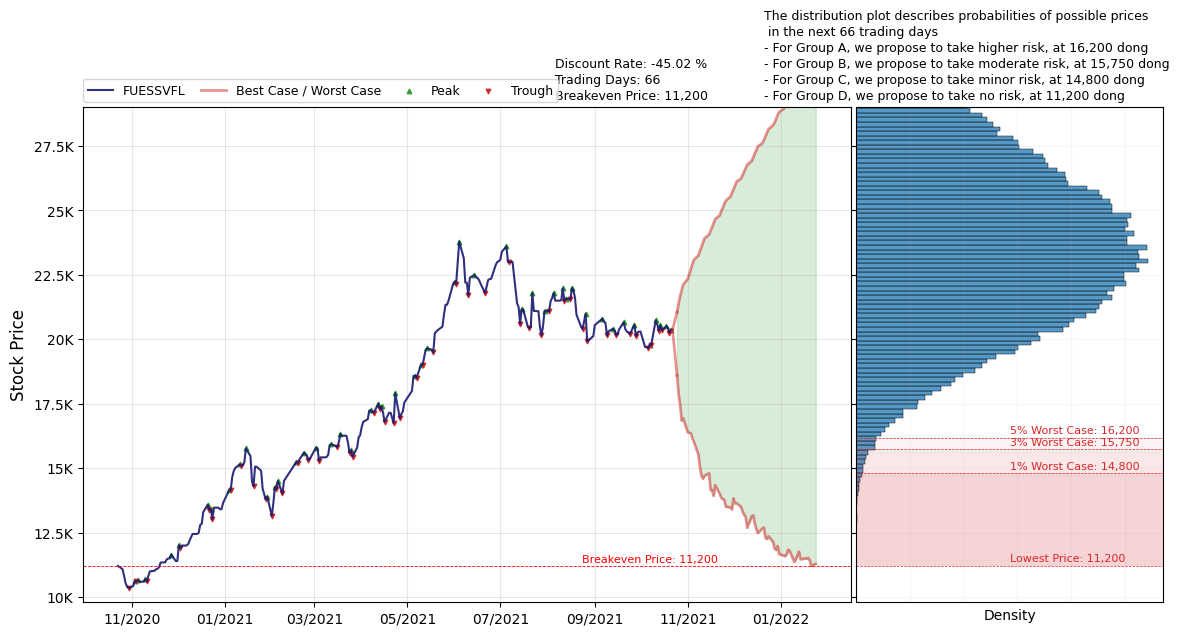 The distribution plot describes probabilities of possible prices
in the next 66 trading days
- For Group A, we propose to take higher risk, at 16,200 dong
- For Group B, we propose to take moderate risk, at 15,750 dong
- For Group C, we propose to take minor risk, at 14,800 dong
- For Group D, we propose to take no risk, at 11,200 dong
Discount Rate: -45.02 %
Trading Days: 66
Breakeven Price: 11,200
FUESSVFL
Best Case / Worst Case
Peak
Trough
Stock Price
27.5K
25K
22.5K
20K
17.5K
15K
12.5K
10K
Breakeven Price: 11,200
11/2020
01/2021
03/2021
05/2021
07/2021
09/2021
11/2021
01/2022
5% Worst Case: 16,200
3% Worst Case: 15,750
1% Worst Case: 14,800
Lowest Price: 11,200
Density